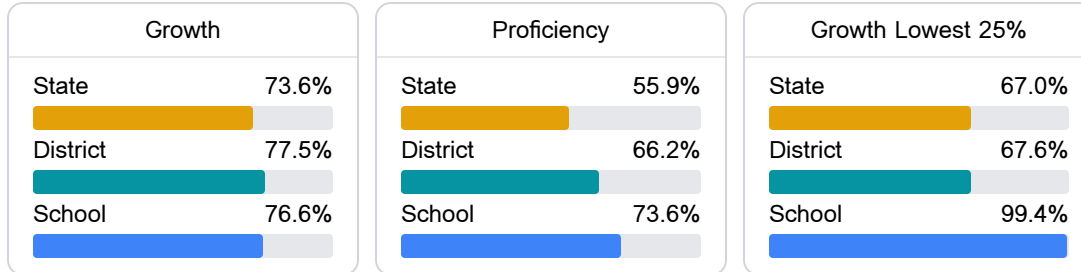 Growth
State 73.6%
District 77.5%
School 76.6%
Proficiency
State 55.9%
District 66.2%
School 73.6%
Growth Lowest 25%
State 67.0%
District 67.6%
School 99.4%